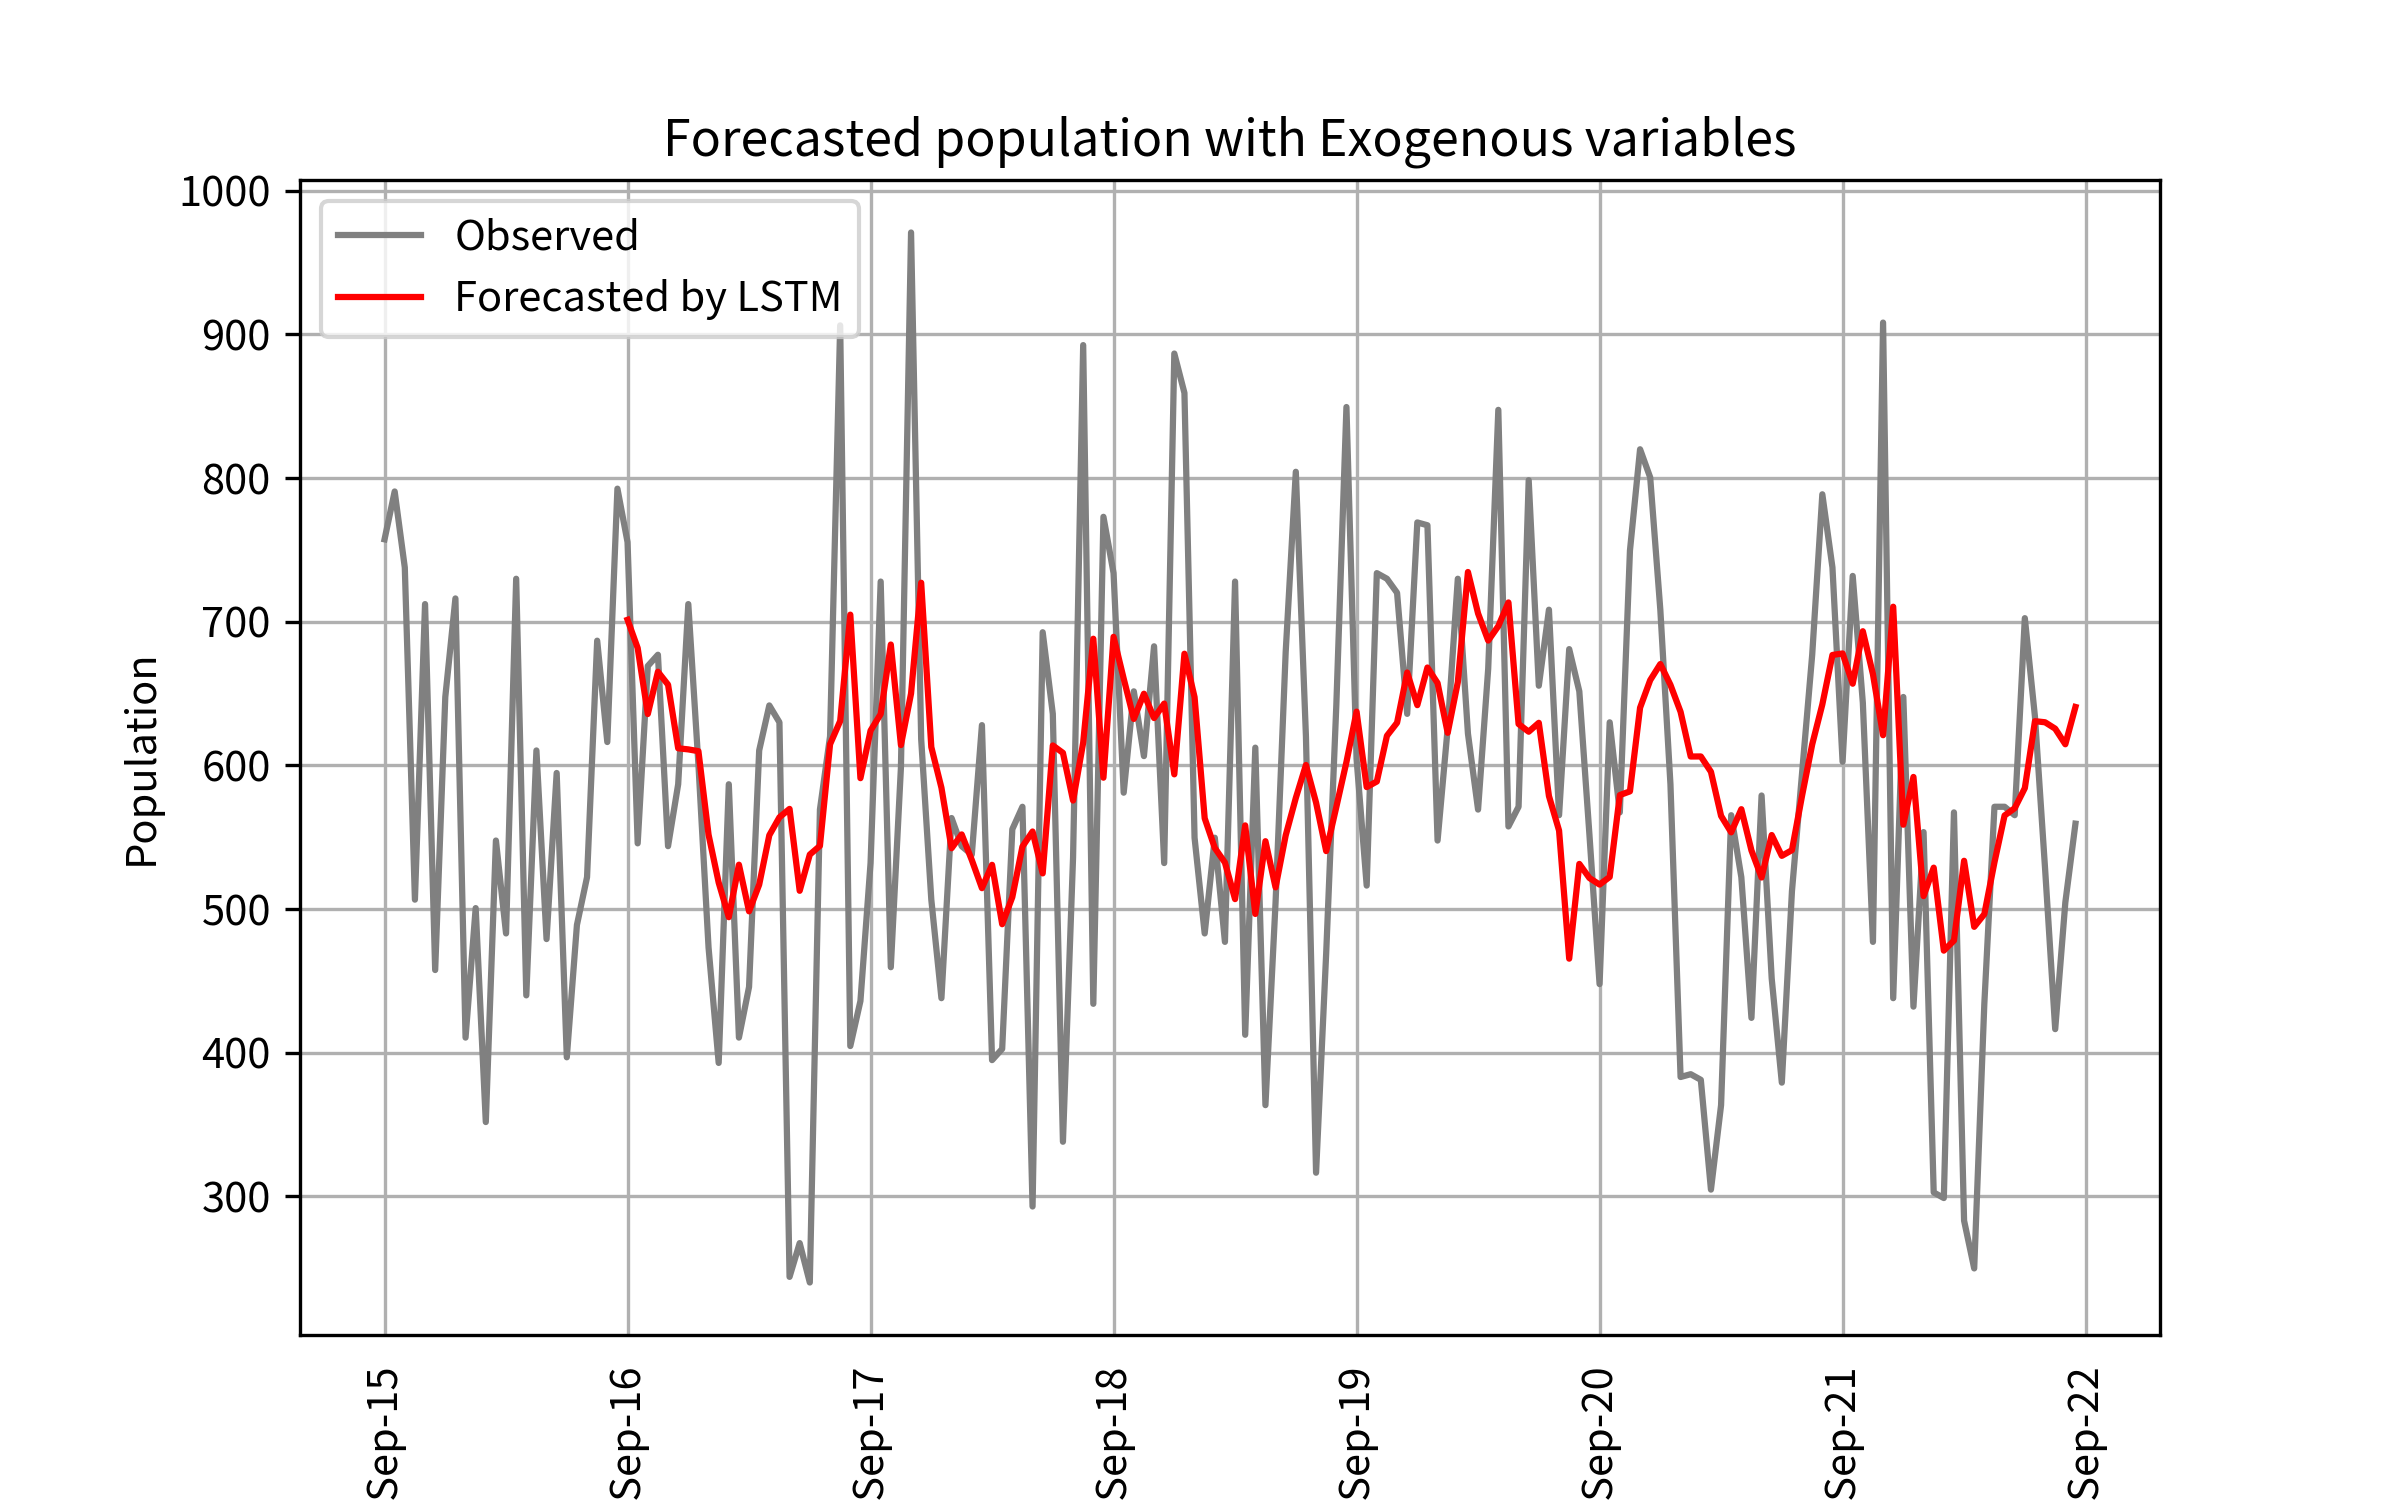 Forecasted population with Exogenous variables
Observed
Forecasted by LSTM
Population
1000
900
800
700
600
500
400
300
Sep-15
Sep-16
Sep-17
Sep-18
Sep-19
Sep-20
Sep-21
Sep-22